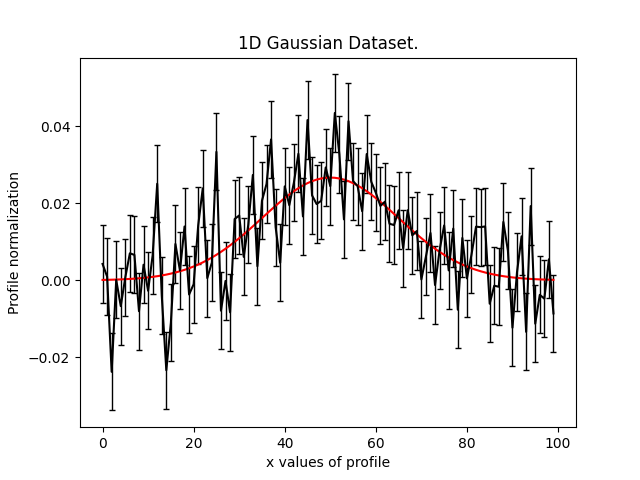 1D Gaussian Dataset.
Profile normalization
0.04
0.02
0.00
−0.02
0 20 40 60 80 100
x values of profile